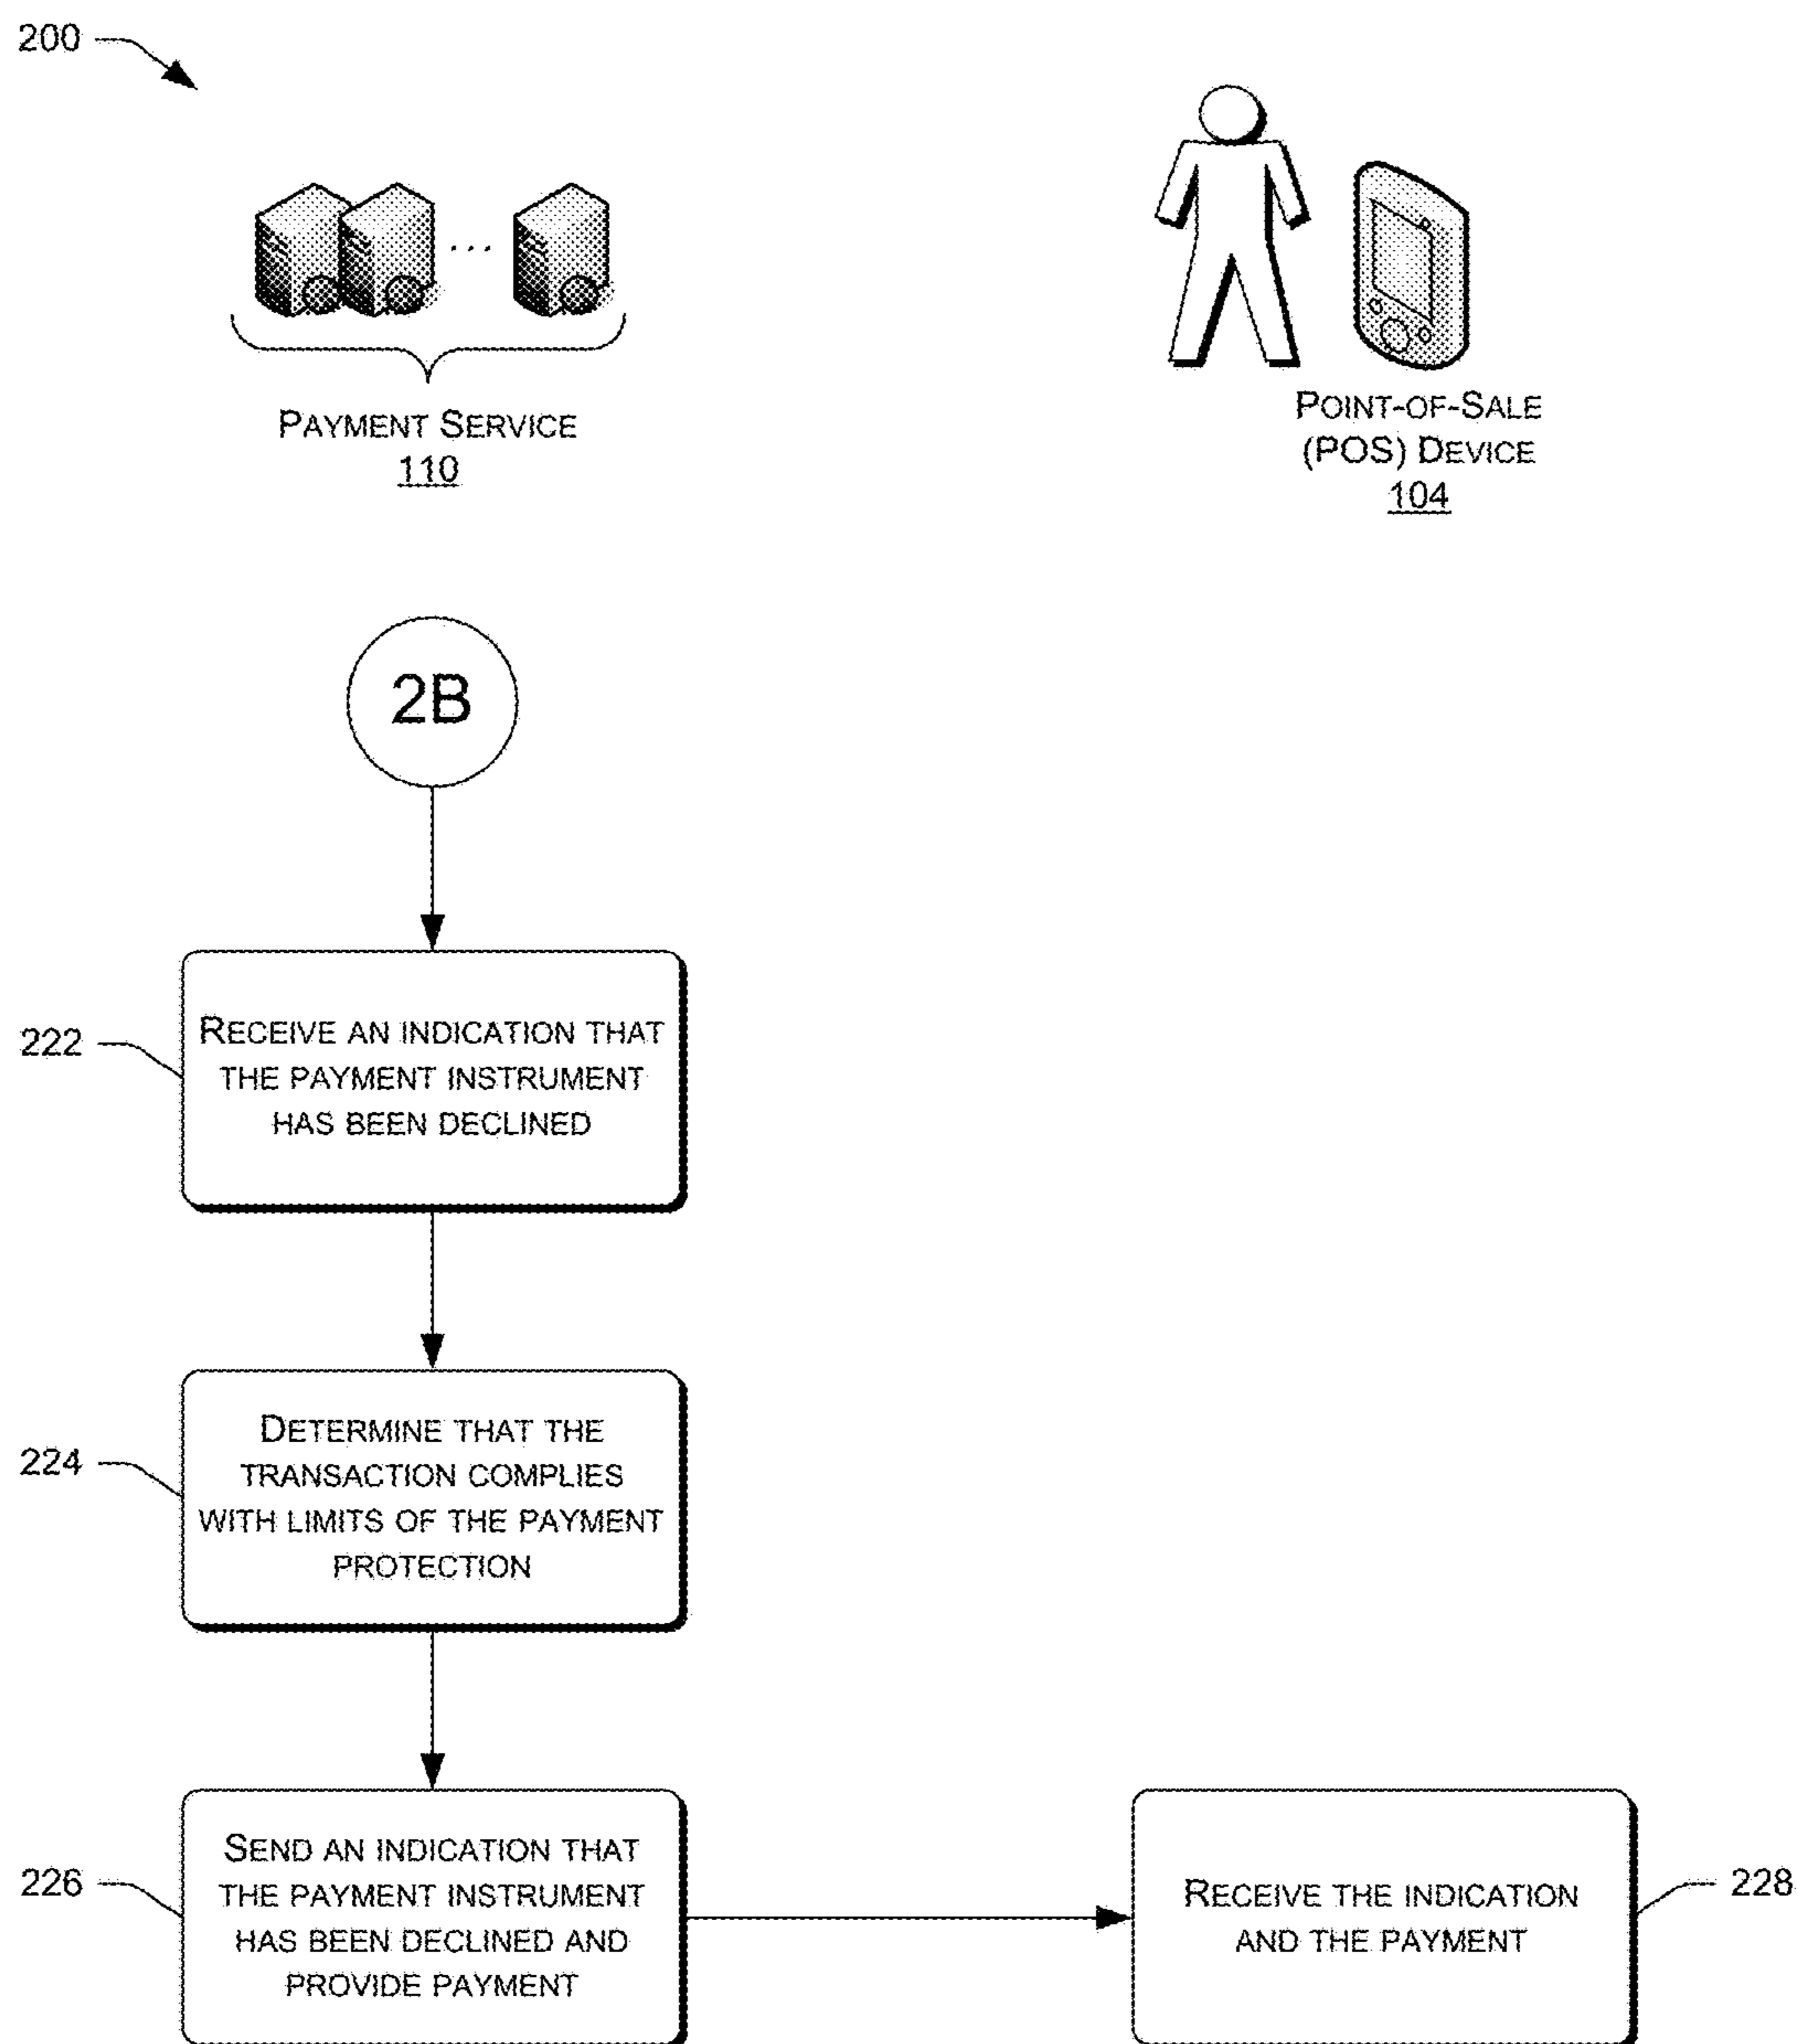 200
PAYMENT SERVICE
110
POINT-OF-SALE
(POS) DEVICE
104
2B
222
RECEIVE AN INDICATION THAT
THE PAYMENT INSTRUMENT
HAS BEEN DECLINED
224
DETERMINE THAT THE
TRANSACTION COMPLIES
WITH LIMITS OF THE PAYMENT
PROTECTION
226
SEND AN INDICATION THAT
THE PAYMENT INSTRUMENT
HAS BEEN DECLINED AND
PROVIDE PAYMENT
RECEIVE THE INDICATION
AND THE PAYMENT
228